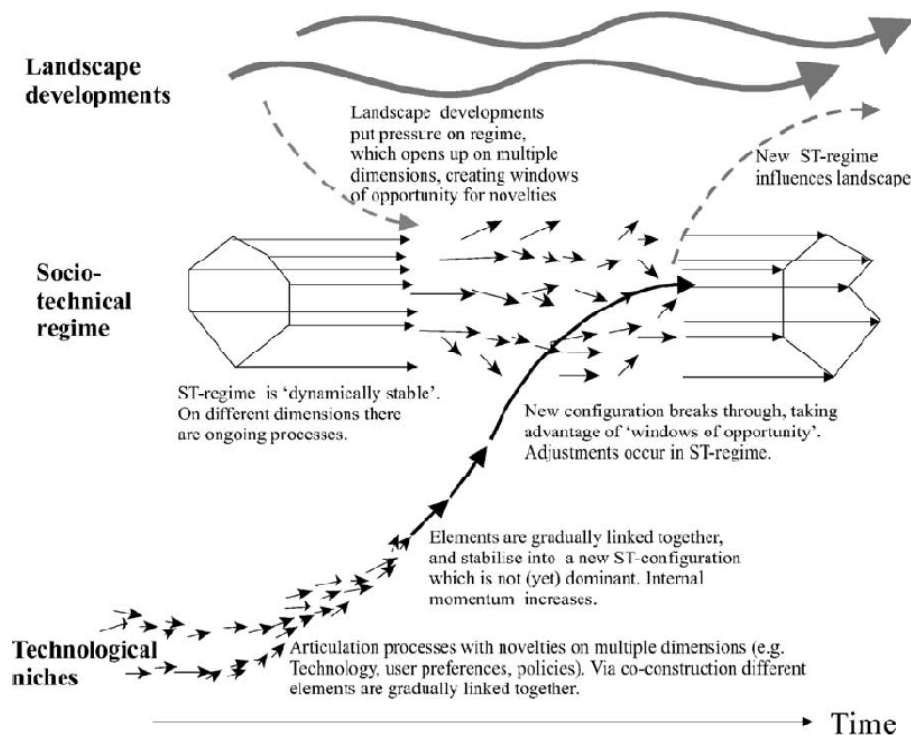 Landscape
developments
Landscape developments
put pressure on regime,
which opens up on multiple
dimensions, creating windows
of opportunity for novelties
New ST-regime
influences landscape
Socio-
technical
regime
ST-regime is ‘dynamically stable’.
On different dimensions there
are ongoing processes.
New configuration breaks through, taking
advantage of ‘windows of opportunity’.
Adjustments occur in ST-regime.
Elements are gradually linked together,
and stabilise into a new ST-configuration
which is not (yet) dominant. Internal
momentum increases.
Technological
niches
Articulation processes with novelties on multiple dimensions (e.g.
Technology, user preferences, policies). Via co-construction different
elements are gradually linked together.
Time